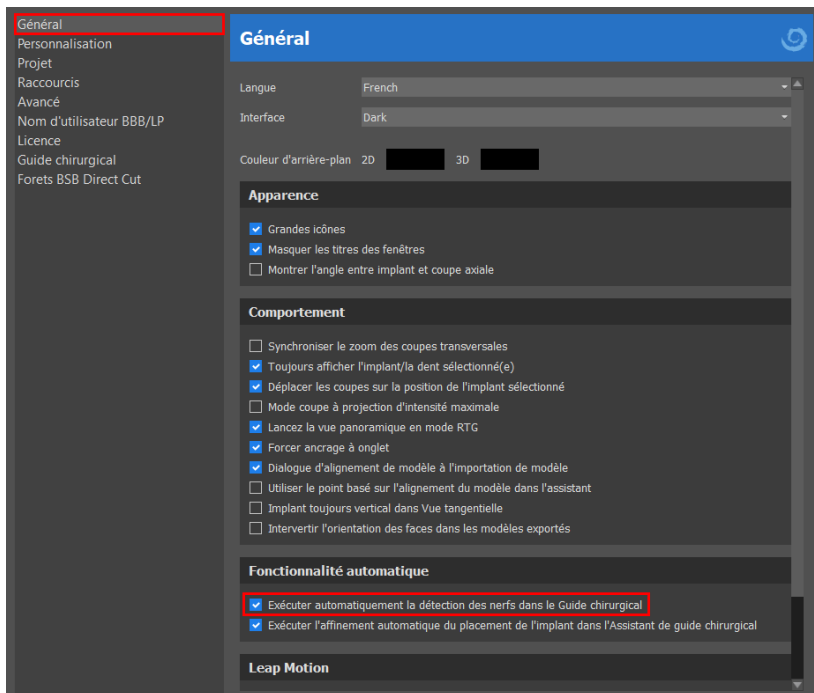 Général
Personnalisation
Projet
Raccourcis
Avancé
Nom d'utilisateur BBB/LP
Licence
Guide chirurgical
Forets BSB Direct Cut
Général
Langue French
Interface Dark
Couleur d'arrière-plan 2D 3D
Apparence
Grandes icônes
Masquer les titres des fenêtres
Montrer l'angle entre implant et coupe axiale
Comportement
Synchroniser le zoom des coupes transversales
Toujours afficher l'implant/la dent sélectionné(e)
Déplacer les coupes sur la position de l'implant sélectionné
Mode coupe à projection d'intensité maximale
Lancez la vue panoramique en mode RTG
Forcer ancrage à onglet
Dialogue d'alignement de modèle à l'importation de modèle
Utiliser le point basé sur l'alignement du modèle dans l'assistant
Implant toujours vertical dans Vue tangentielle
Intervertir l'orientation des faces dans les modèles exportés
Fonctionnalité automatique
Exécuter automatiquement la détection des nerfs dans le Guide chirurgical
Exécuter l'affinement automatique du placement de l'implant dans l'Assistant de guide chirurgical
Leap Motion